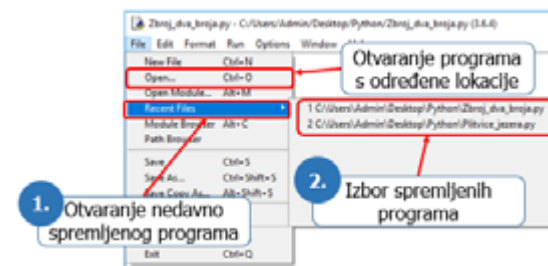 Zbroj_dva_broja.py - C:/Users/Admin/Desktop/Python/Zbroj_dva_broja.py (3.6.4)
File Edit Format Run Options Window
New File Ctrl+N
Open... Ctrl+O
Open Module... Alt+M
Recent Files
Module Browser Alt+C
Path Browser
Save Ctrl+S
Save As... Ctrl+Shift+S
Save Copy As... Alt+Shift+S
Exit Ctrl+Q
Otvaranje programa
s određene lokacije
1 C:/Users/Admin/Desktop/Python/Zbroj_dva_broja.py
2 C:/Users/Admin/Desktop/Python/Plitvice_jezera.py
1.
Otvaranje nedavno
spremljenog programa
2.
Izbor spremljenih
programa